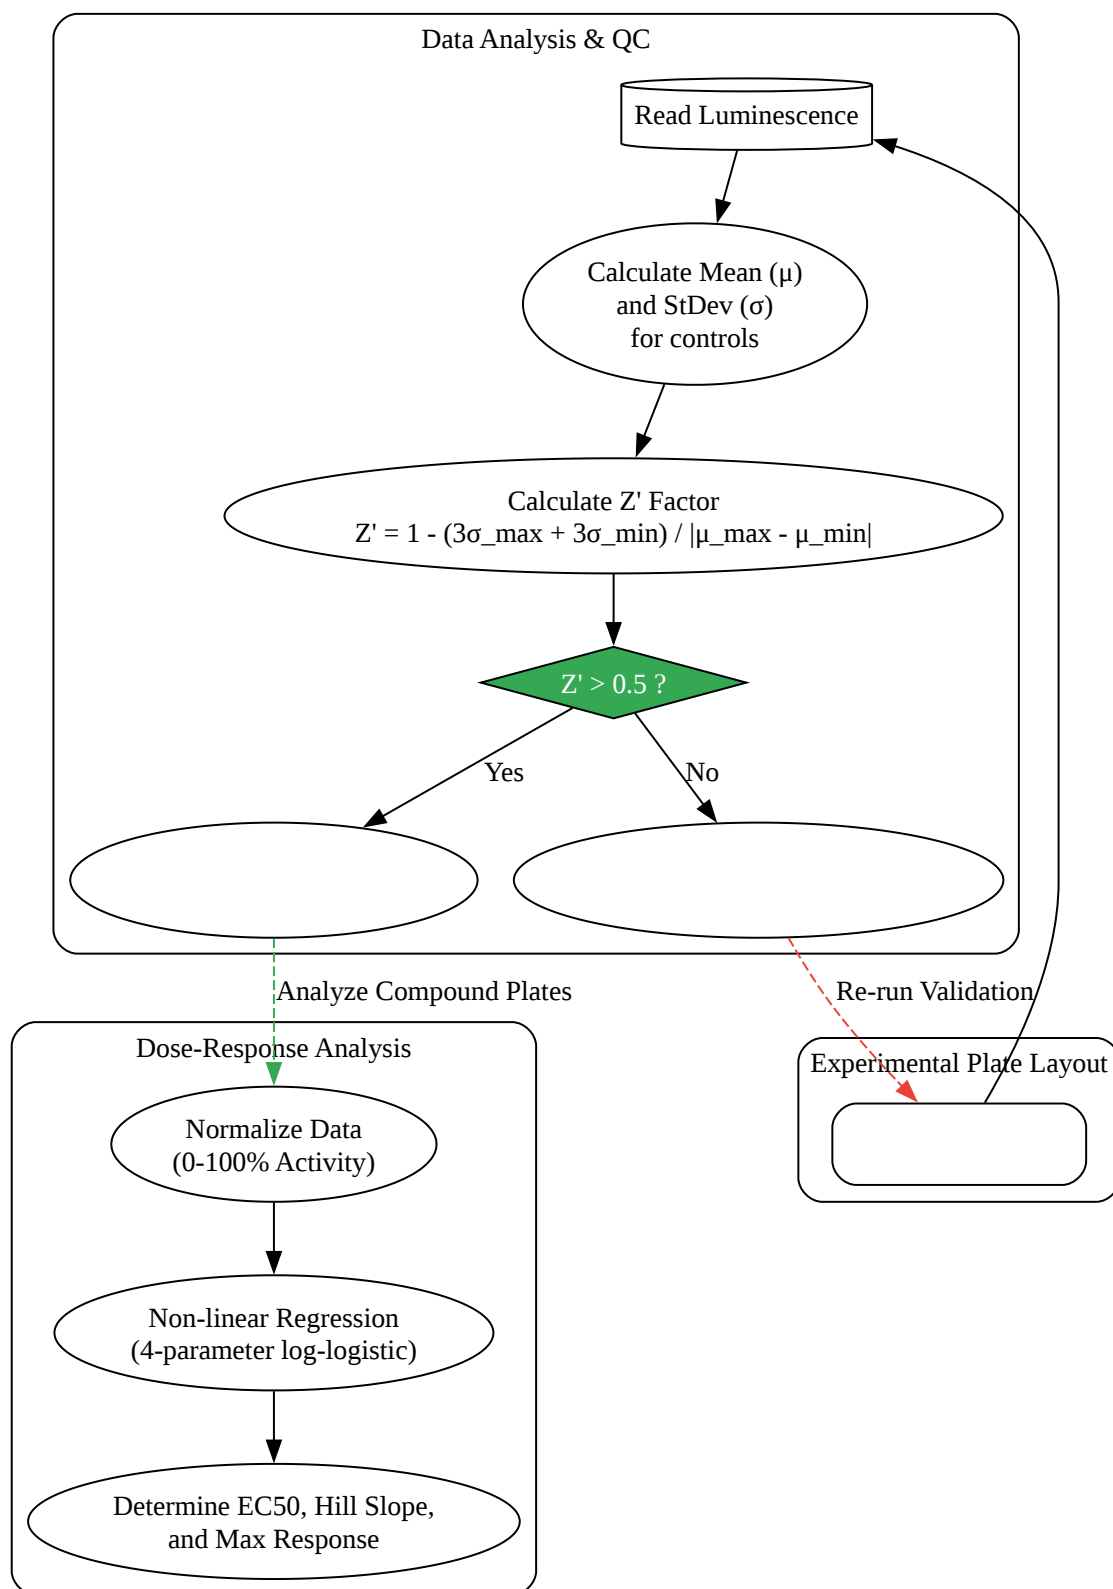 Data Analysis & QC
Read Luminescence
Calculate Mean (μ)
and StDev (σ)
for controls
Calculate Z' Factor
Z' = 1 - (3σ_max + 3σ_min) / |μ_max - μ_min|
Z' > 0.5 ?
Yes
No
Analyze Compound Plates
Re-run Validation
Dose-Response Analysis
Experimental Plate Layout
Normalize Data
(0-100% Activity)
Non-linear Regression
(4-parameter log-logistic)
Determine EC50, Hill Slope,
and Max Response